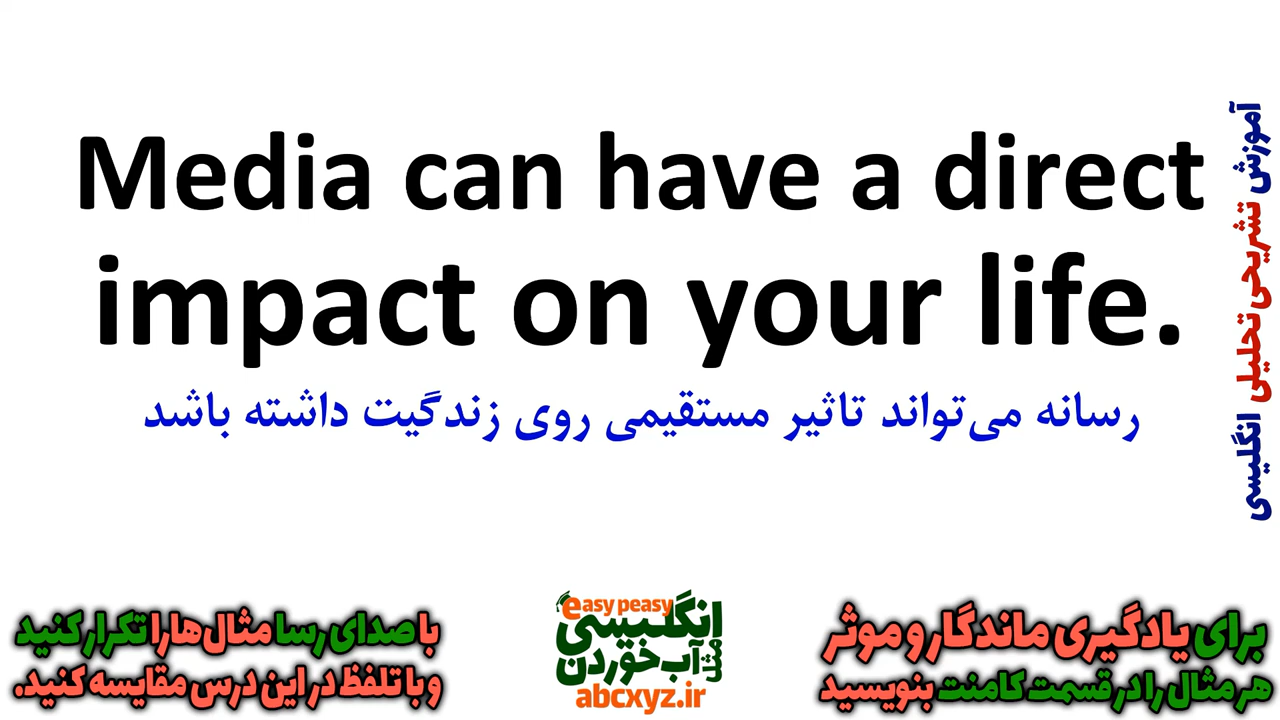 Media can have a direct
impact on your life.
رسانه می‌تواند تاثیر مستقیمی روی زندگیت داشته باشد
آموزش تشریحی تحلیلی انگلیسی
برای یادگیری ماندگار و موثر
هر مثال را در قسمت کامنت بنویسید
easy peasy
انگلیسی
مثل آب خوردن
abcxyz.ir
با صدای رسا مثال‌ها را تکرار کنید
و با تلفظ در این درس مقایسه کنید.